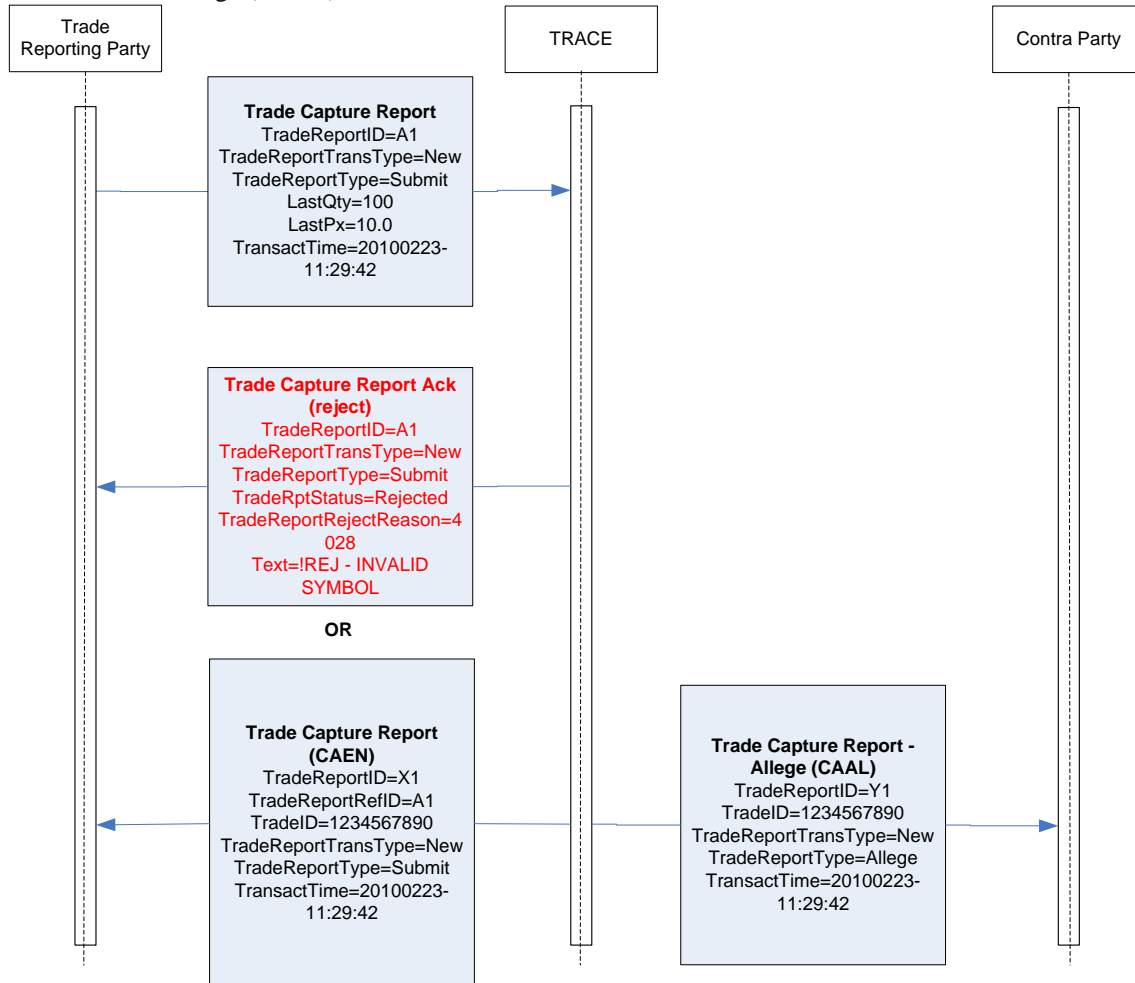 Trade
Reporting Party
TRACE
Contra Party
Trade Capture Report
TradeReportID=A1
TradeReportTransType=New
TradeReportType=Submit
LastQty=100
LastPx=10.0
TransactTime=20100223-
11:29:42
Trade Capture Report Ack
(reject)
TradeReportID=A1
TradeReportTransType=New
TradeReportType=Submit
TradeRptStatus=Rejected
TradeReportRejectReason=4
028
Text=!REJ - INVALID
SYMBOL
OR
Trade Capture Report
(CAEN)
TradeReportID=X1
TradeReportRefID=A1
TradeID=1234567890
TradeReportTransType=New
TradeReportType=Submit
TransactTime=20100223-
11:29:42
Trade Capture Report -
Allege (CAAL)
TradeReportID=Y1
TradeID=1234567890
TradeReportTransType=New
TradeReportType=Allege
TransactTime=20100223-
11:29:42